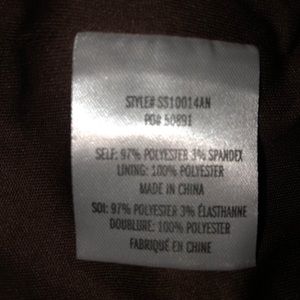 STYLE# SS10014AN
PO# 50891
SELF: 97% POLYESTER 3% SPANDEX
LINING: 100% POLYESTER
MADE IN CHINA
SOI: 97% POLYESTER 3% ÉLASTHANNE
DOUBLURE: 100% POLYESTER
FABRIQUÉ EN CHINE